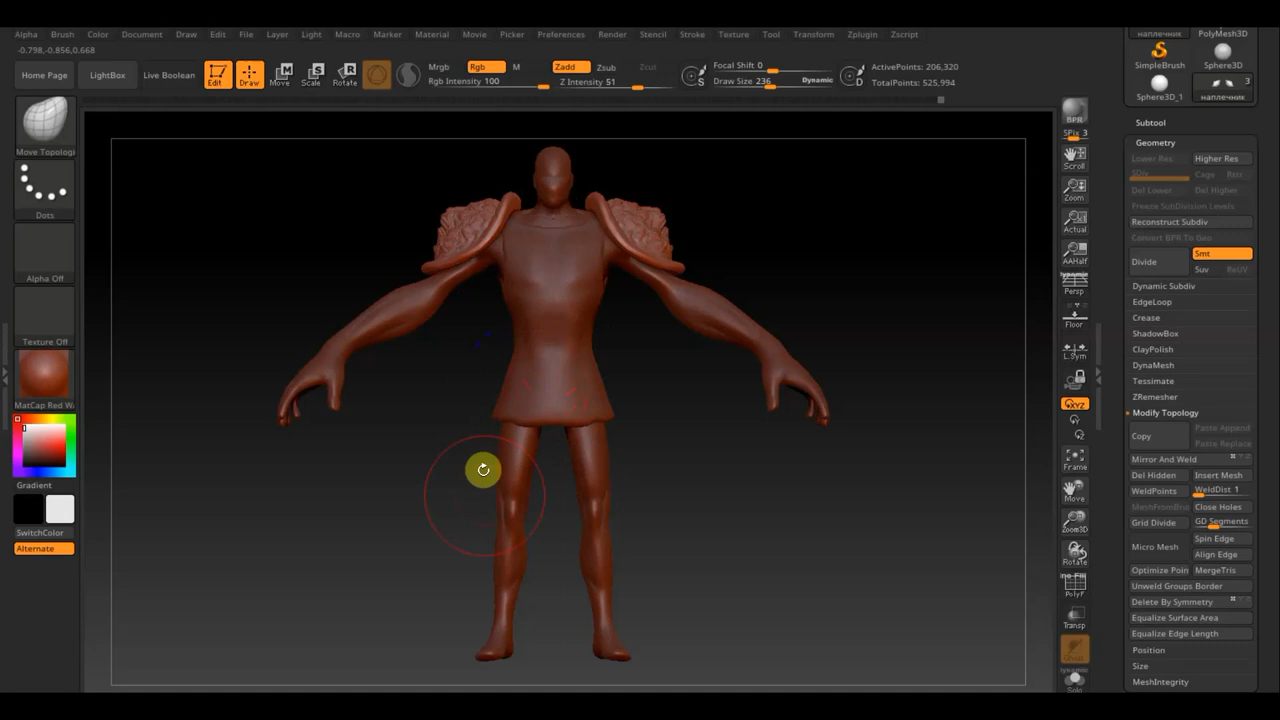 Alpha Brush Color Document Draw Edit File Layer Light Macro Marker Material Movie Picker Preferences Render Stencil Stroke Texture Tool Transform Zplugin Zscript
-0.798,-0.856,0.668
Home Page LightBox Live Boolean Edit Draw Move Scale Rotate
Mrgb Rgb M Zadd Zsub Zcut
Rgb Intensity 100 Z Intensity 51
Focal Shift 0
Draw Size 236 Dynamic
ActivePoints: 206,320
TotalPoints: 525,994
Move Topologi
Dots
Alpha Off
Texture Off
MatCap Red W
Gradient
SwitchColor
Alternate
BPR
SPix 3
Scroll
Zoom
Actual
AAHalf
Dynamic
Persp
Floor
L.Sym
XYZ
Frame
Move
Zoom3D
Rotate
PolyF
Transp
Ghost
Solo
наплечник PolyMesh3D
SimpleBrush Sphere3D
3
Sphere3D_1 наплечник
Subtool
Geometry
Lower Res Higher Res
SDiv Cage Rstr
Del Lower Del Higher
Freeze SubDivision Levels
Reconstruct Subdiv
Convert BPR To Geo
Divide Smt
Suv ReUV
Dynamic Subdiv
EdgeLoop
Crease
ShadowBox
ClayPolish
DynaMesh
Tessimate
ZRemesher
Modify Topology
Copy Paste Append
Paste Replace
Mirror And Weld
Del Hidden Insert Mesh
WeldPoints WeldDist 1
MeshFromBru Close Holes
Grid Divide GD Segments
Micro Mesh Spin Edge
Align Edge
Optimize Poin MergeTris
Unweld Groups Border
Delete By Symmetry
Equalize Surface Area
Equalize Edge Length
Position
Size
MeshIntegrity